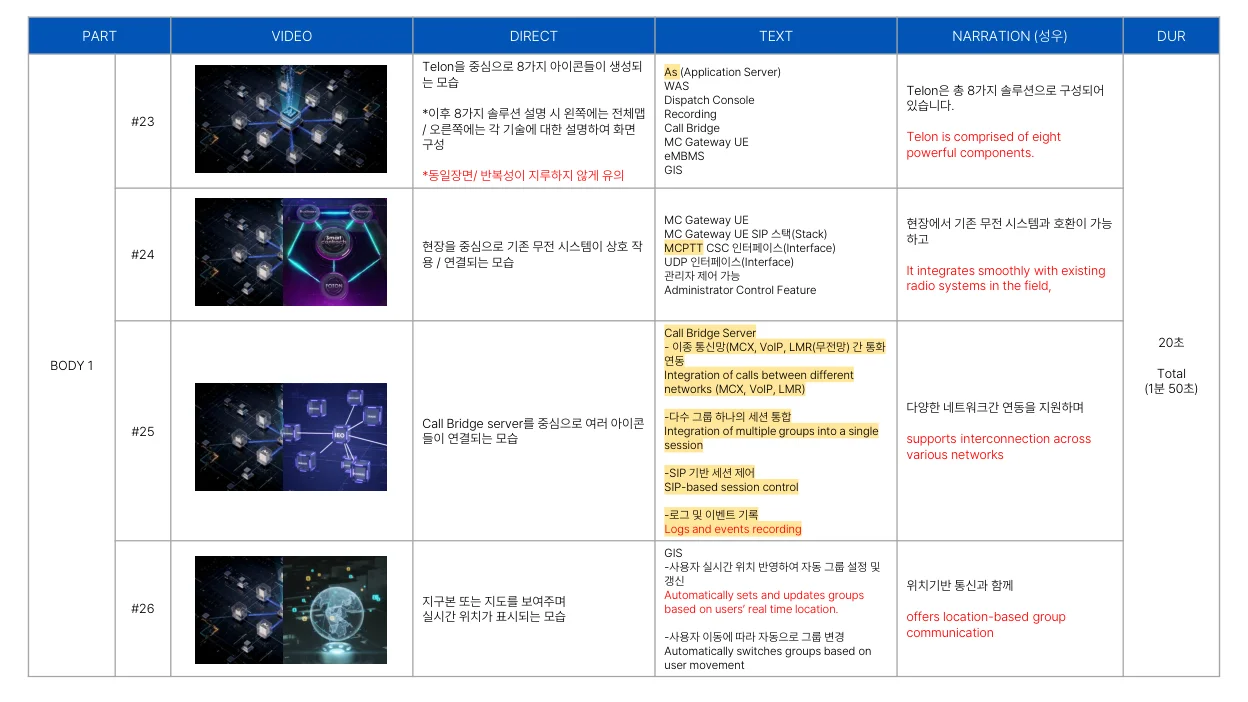 PART
VIDEO
DIRECT
TEXT
NARRATION (성우)
DUR
BODY 1
#23
Telon을 중심으로 8가지 아이콘들이 생성되
는 모습
*이후 8가지 솔루션 설명 시 왼쪽에는 전체맵
/ 오른쪽에는 각 기술에 대한 설명하여 화면
구성
*동일장면/ 반복성이 지루하지 않게 유의
As (Application Server)
WAS
Dispatch Console
Recording
Call Bridge
MC Gateway UE
eMBMS
GIS
Telon은 총 8가지 솔루션으로 구성되어
있습니다.
Telon is comprised of eight
powerful components.
#24
현장을 중심으로 기존 무전 시스템이 상호 작
용 / 연결되는 모습
MC Gateway UE
MC Gateway UE SIP 스택(Stack)
MCPTT CSC 인터페이스(Interface)
UDP 인터페이스(Interface)
관리자 제어 가능
Administrator Control Feature
현장에서 기존 무전 시스템과 호환이 가능
하고
It integrates smoothly with existing
radio systems in the field,
#25
Call Bridge server를 중심으로 여러 아이콘
들이 연결되는 모습
Call Bridge Server
- 이종 통신망(MCX, VoIP, LMR(무전망) 간 통화
연동
Integration of calls between different
networks (MCX, VoIP, LMR)
-다수 그룹 하나의 세션 통합
Integration of multiple groups into a single
session
-SIP 기반 세션 제어
SIP-based session control
-로그 및 이벤트 기록
Logs and events recording
다양한 네트워크간 연동을 지원하며
supports interconnection across
various networks
20초
Total
(1분 50초)
#26
지구본 또는 지도를 보여주며
실시간 위치가 표시되는 모습
GIS
-사용자 실시간 위치 반영하여 자동 그룹 설정 및
갱신
Automatically sets and updates groups
based on users' real time location.
-사용자 이동에 따라 자동으로 그룹 변경
Automatically switches groups based on
user movement
위치기반 통신과 함께
offers location-based group
communication